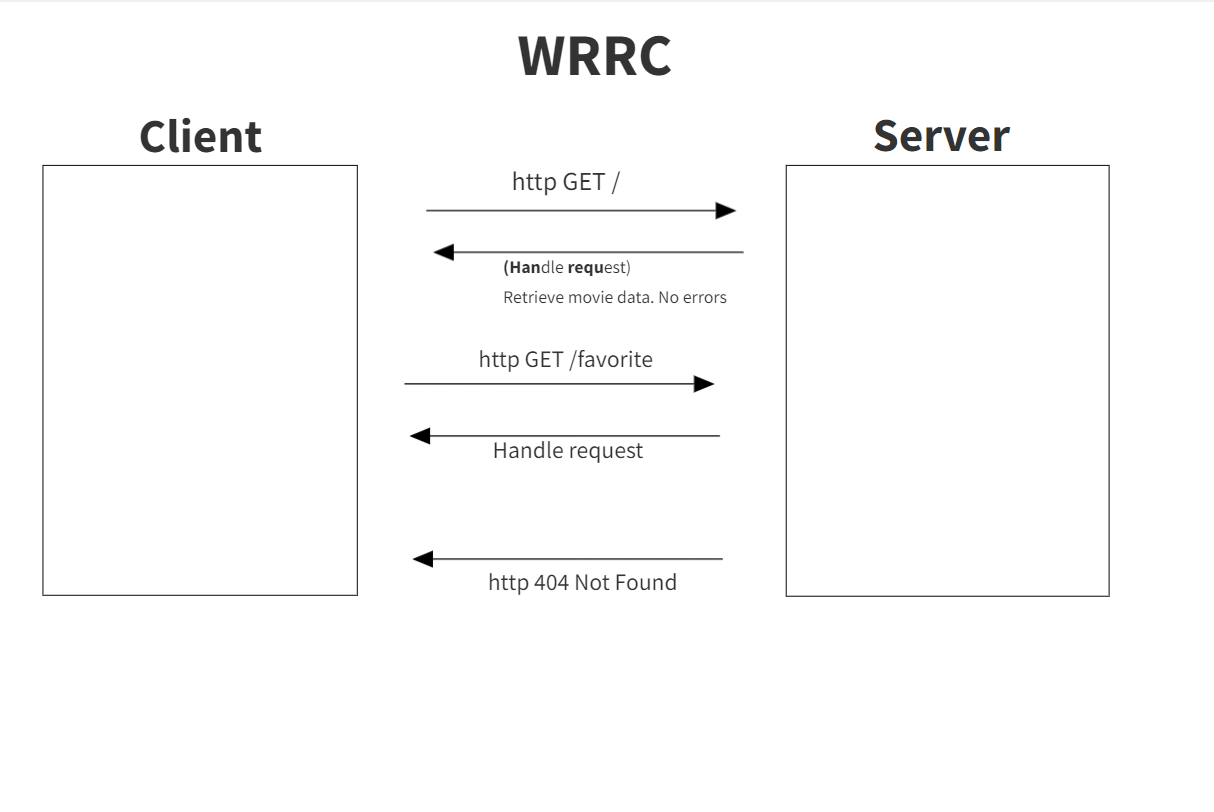 WRRC
Client
Server
http GET /
(Handle request)
Retrieve movie data. No errors
http GET /favorite
Handle request
http 404 Not Found